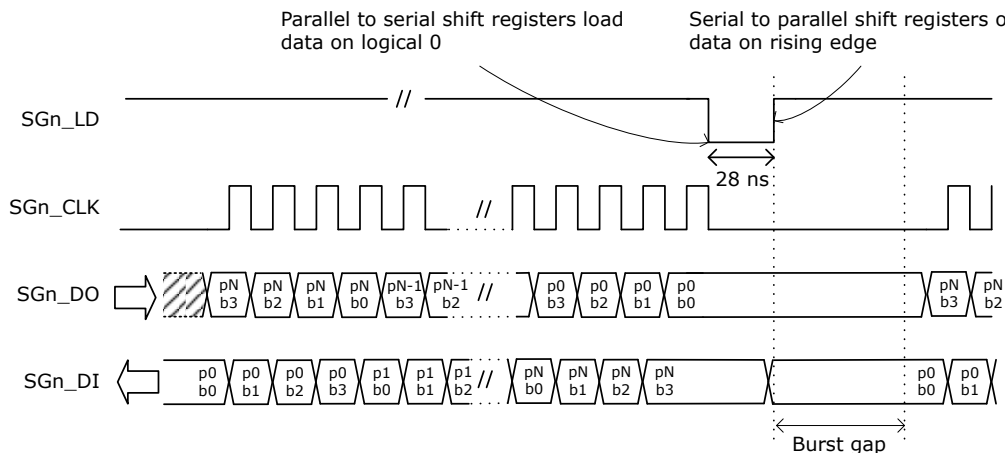 Parallel to serial shift registers load
data on logical 0
Serial to parallel shift registers o
data on rising edge
SGn_LD
//
28 ns
SGn_CLK
//
SGn_DO
pN b3 pN b2 pN b1 pN b0 pN-1 b3 pN-1 b2 // p0 b3 p0 b2 p0 b1 p0 b0 pN b3 pN b2
SGn_DI
p0 b0 p0 b1 p0 b2 p0 b3 p1 b0 p1 b1 p1 b2 // pN b0 pN b1 pN b2 pN b3 p0 b0 p0 b1
Burst gap